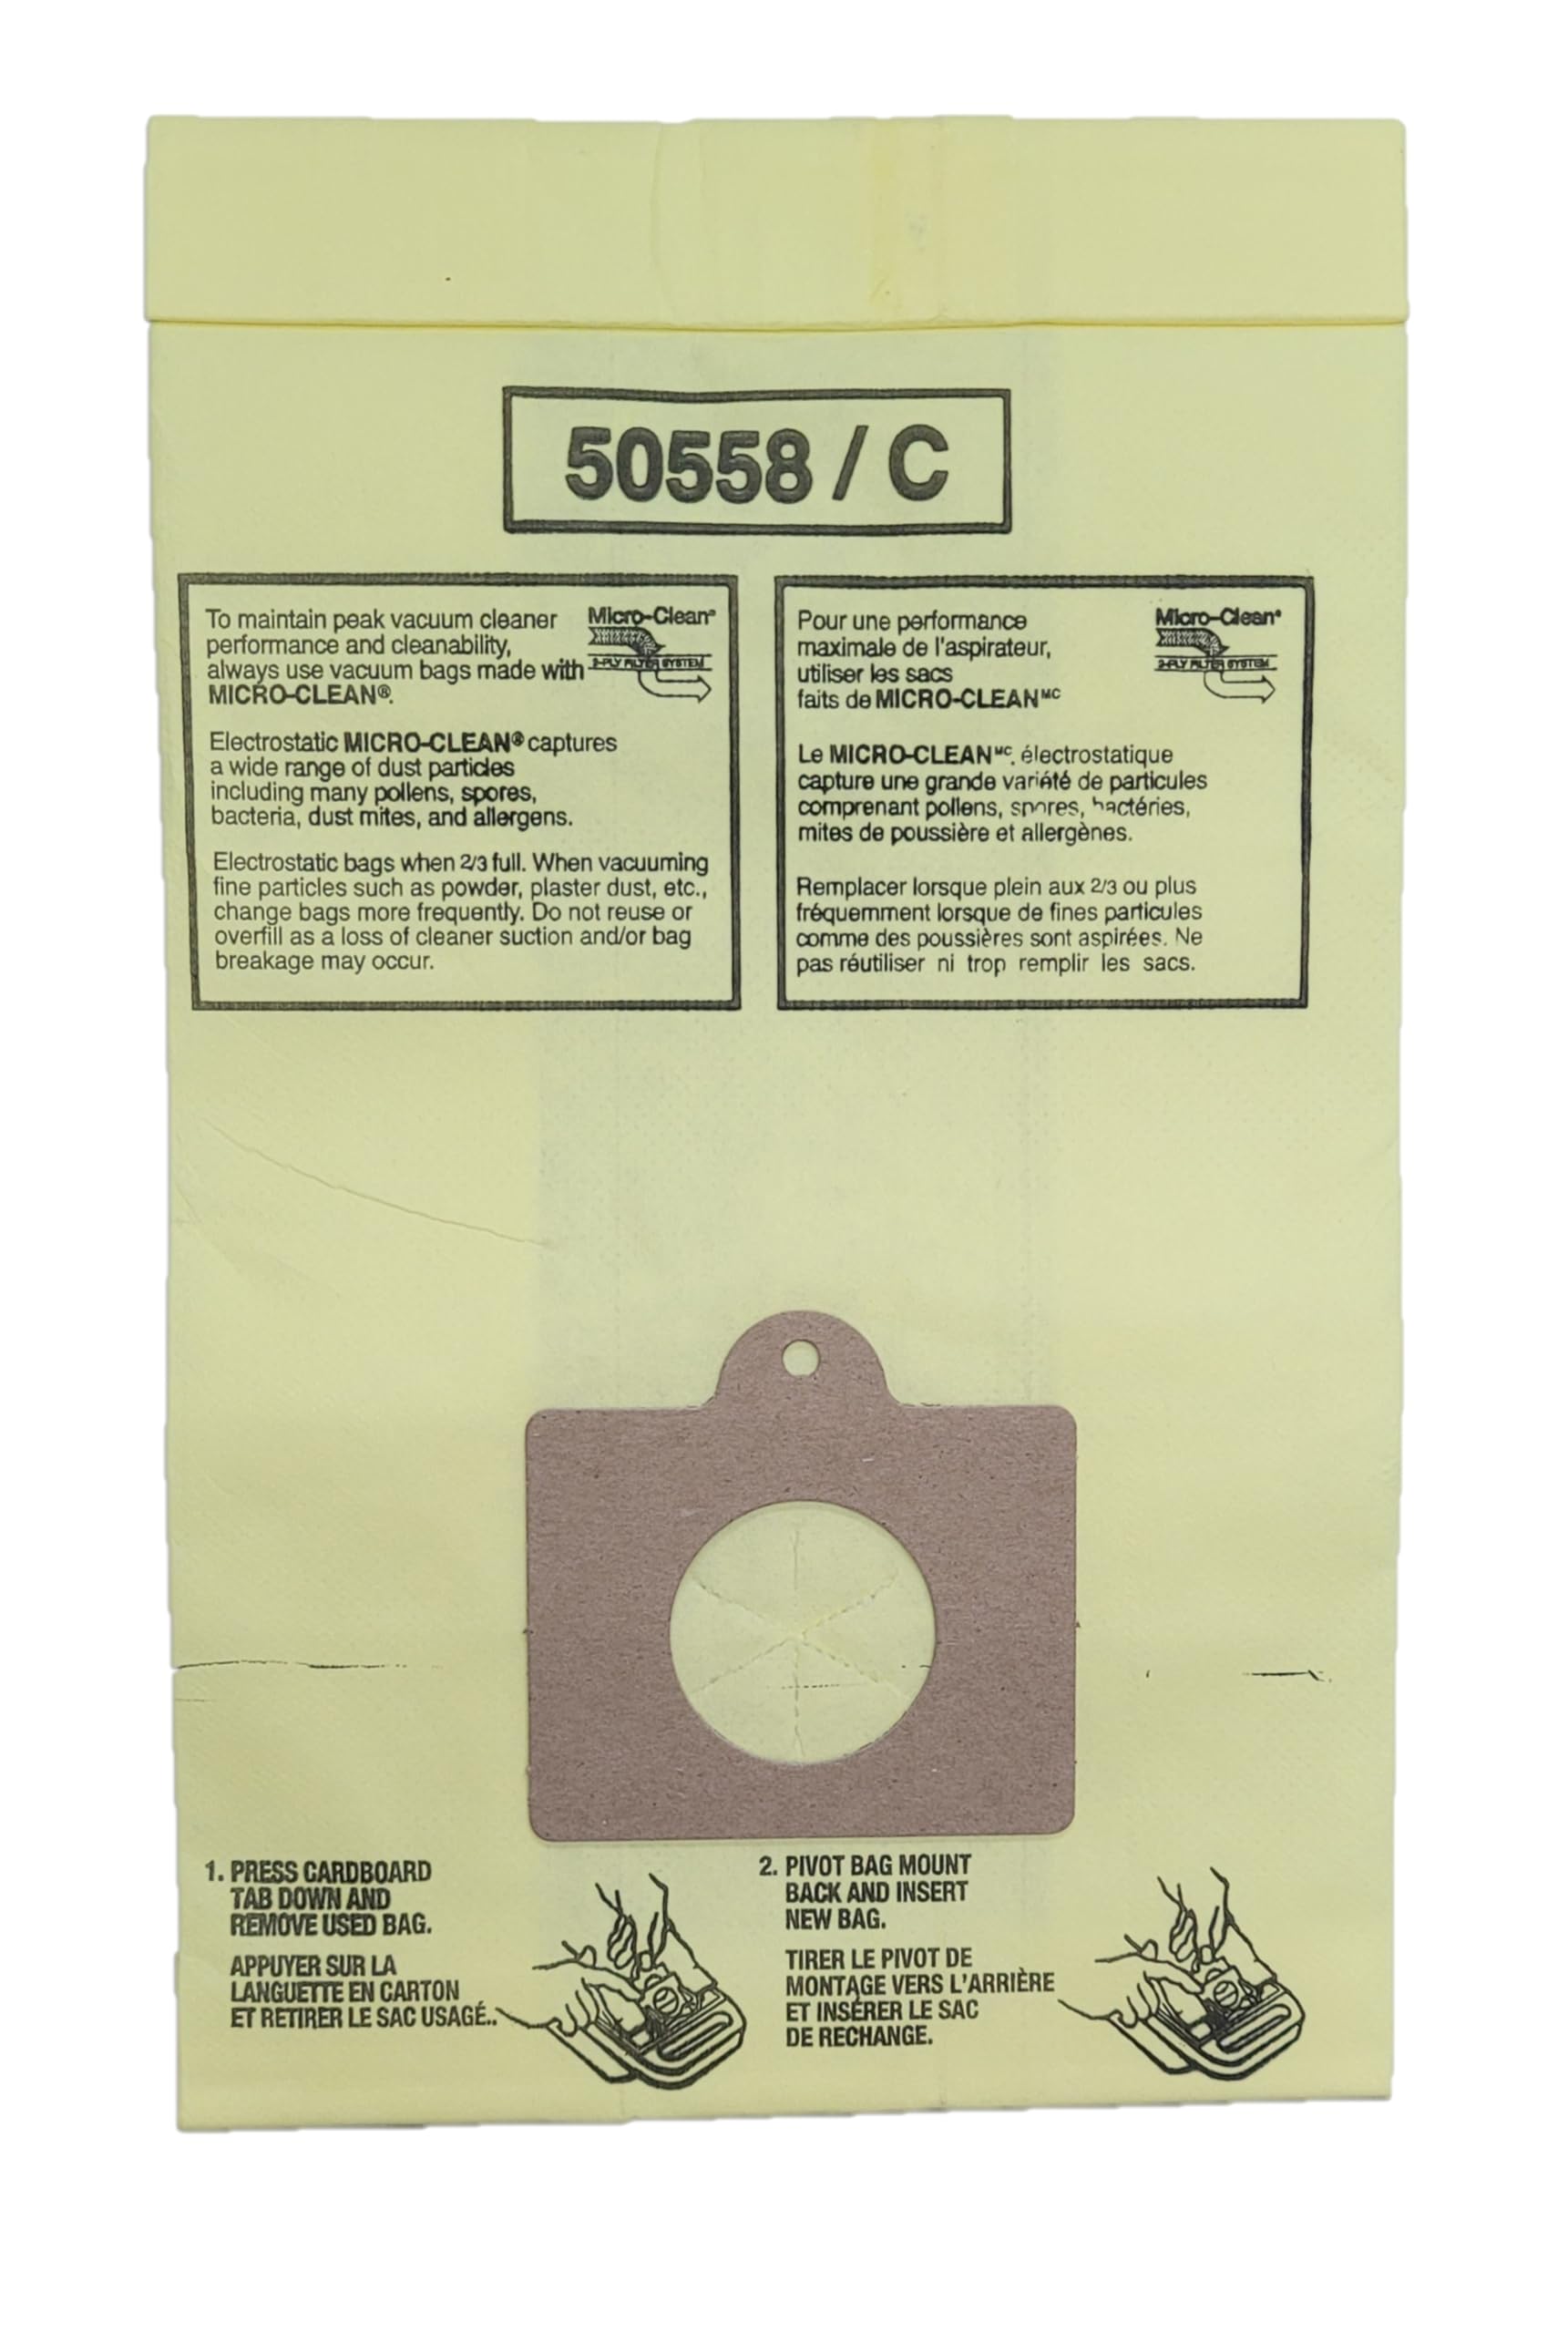 50558 / C
To maintain peak vacuum cleaner
performance and cleanability,
always use vacuum bags made with
MICRO-CLEAN®.
Micro-Clean®
2-PLY FILTER SYSTEM
Electrostatic MICRO-CLEAN® captures
a wide range of dust particles
including many pollens, spores,
bacteria, dust mites, and allergens.
Electrostatic bags when 2/3 full. When vacuuming
fine particles such as powder, plaster dust, etc.,
change bags more frequently. Do not reuse or
overfill as a loss of cleaner suction and/or bag
breakage may occur.
Pour une performance
maximale de l'aspirateur,
utiliser les sacs
faits de MICRO-CLEANᴹᶜ
Micro-Clean®
2-PLY FILTER SYSTEM
Le MICRO-CLEANᴹᶜ. électrostatique
capture une grande variété de particules
comprenant pollens, spores, bactéries,
mites de poussière et allergènes.
Remplacer lorsque plein aux 2/3 ou plus
fréquemment lorsque de fines particules
comme des poussières sont aspirées. Ne
pas réutiliser ni trop remplir les sacs.
1. PRESS CARDBOARD
TAB DOWN AND
REMOVE USED BAG.
APPUYER SUR LA
LANGUETTE EN CARTON
ET RETIRER LE SAC USAGÉ..
2. PIVOT BAG MOUNT
BACK AND INSERT
NEW BAG.
TIRER LE PIVOT DE
MONTAGE VERS L'ARRIÈRE
ET INSÉRER LE SAC
DE RECHANGE.